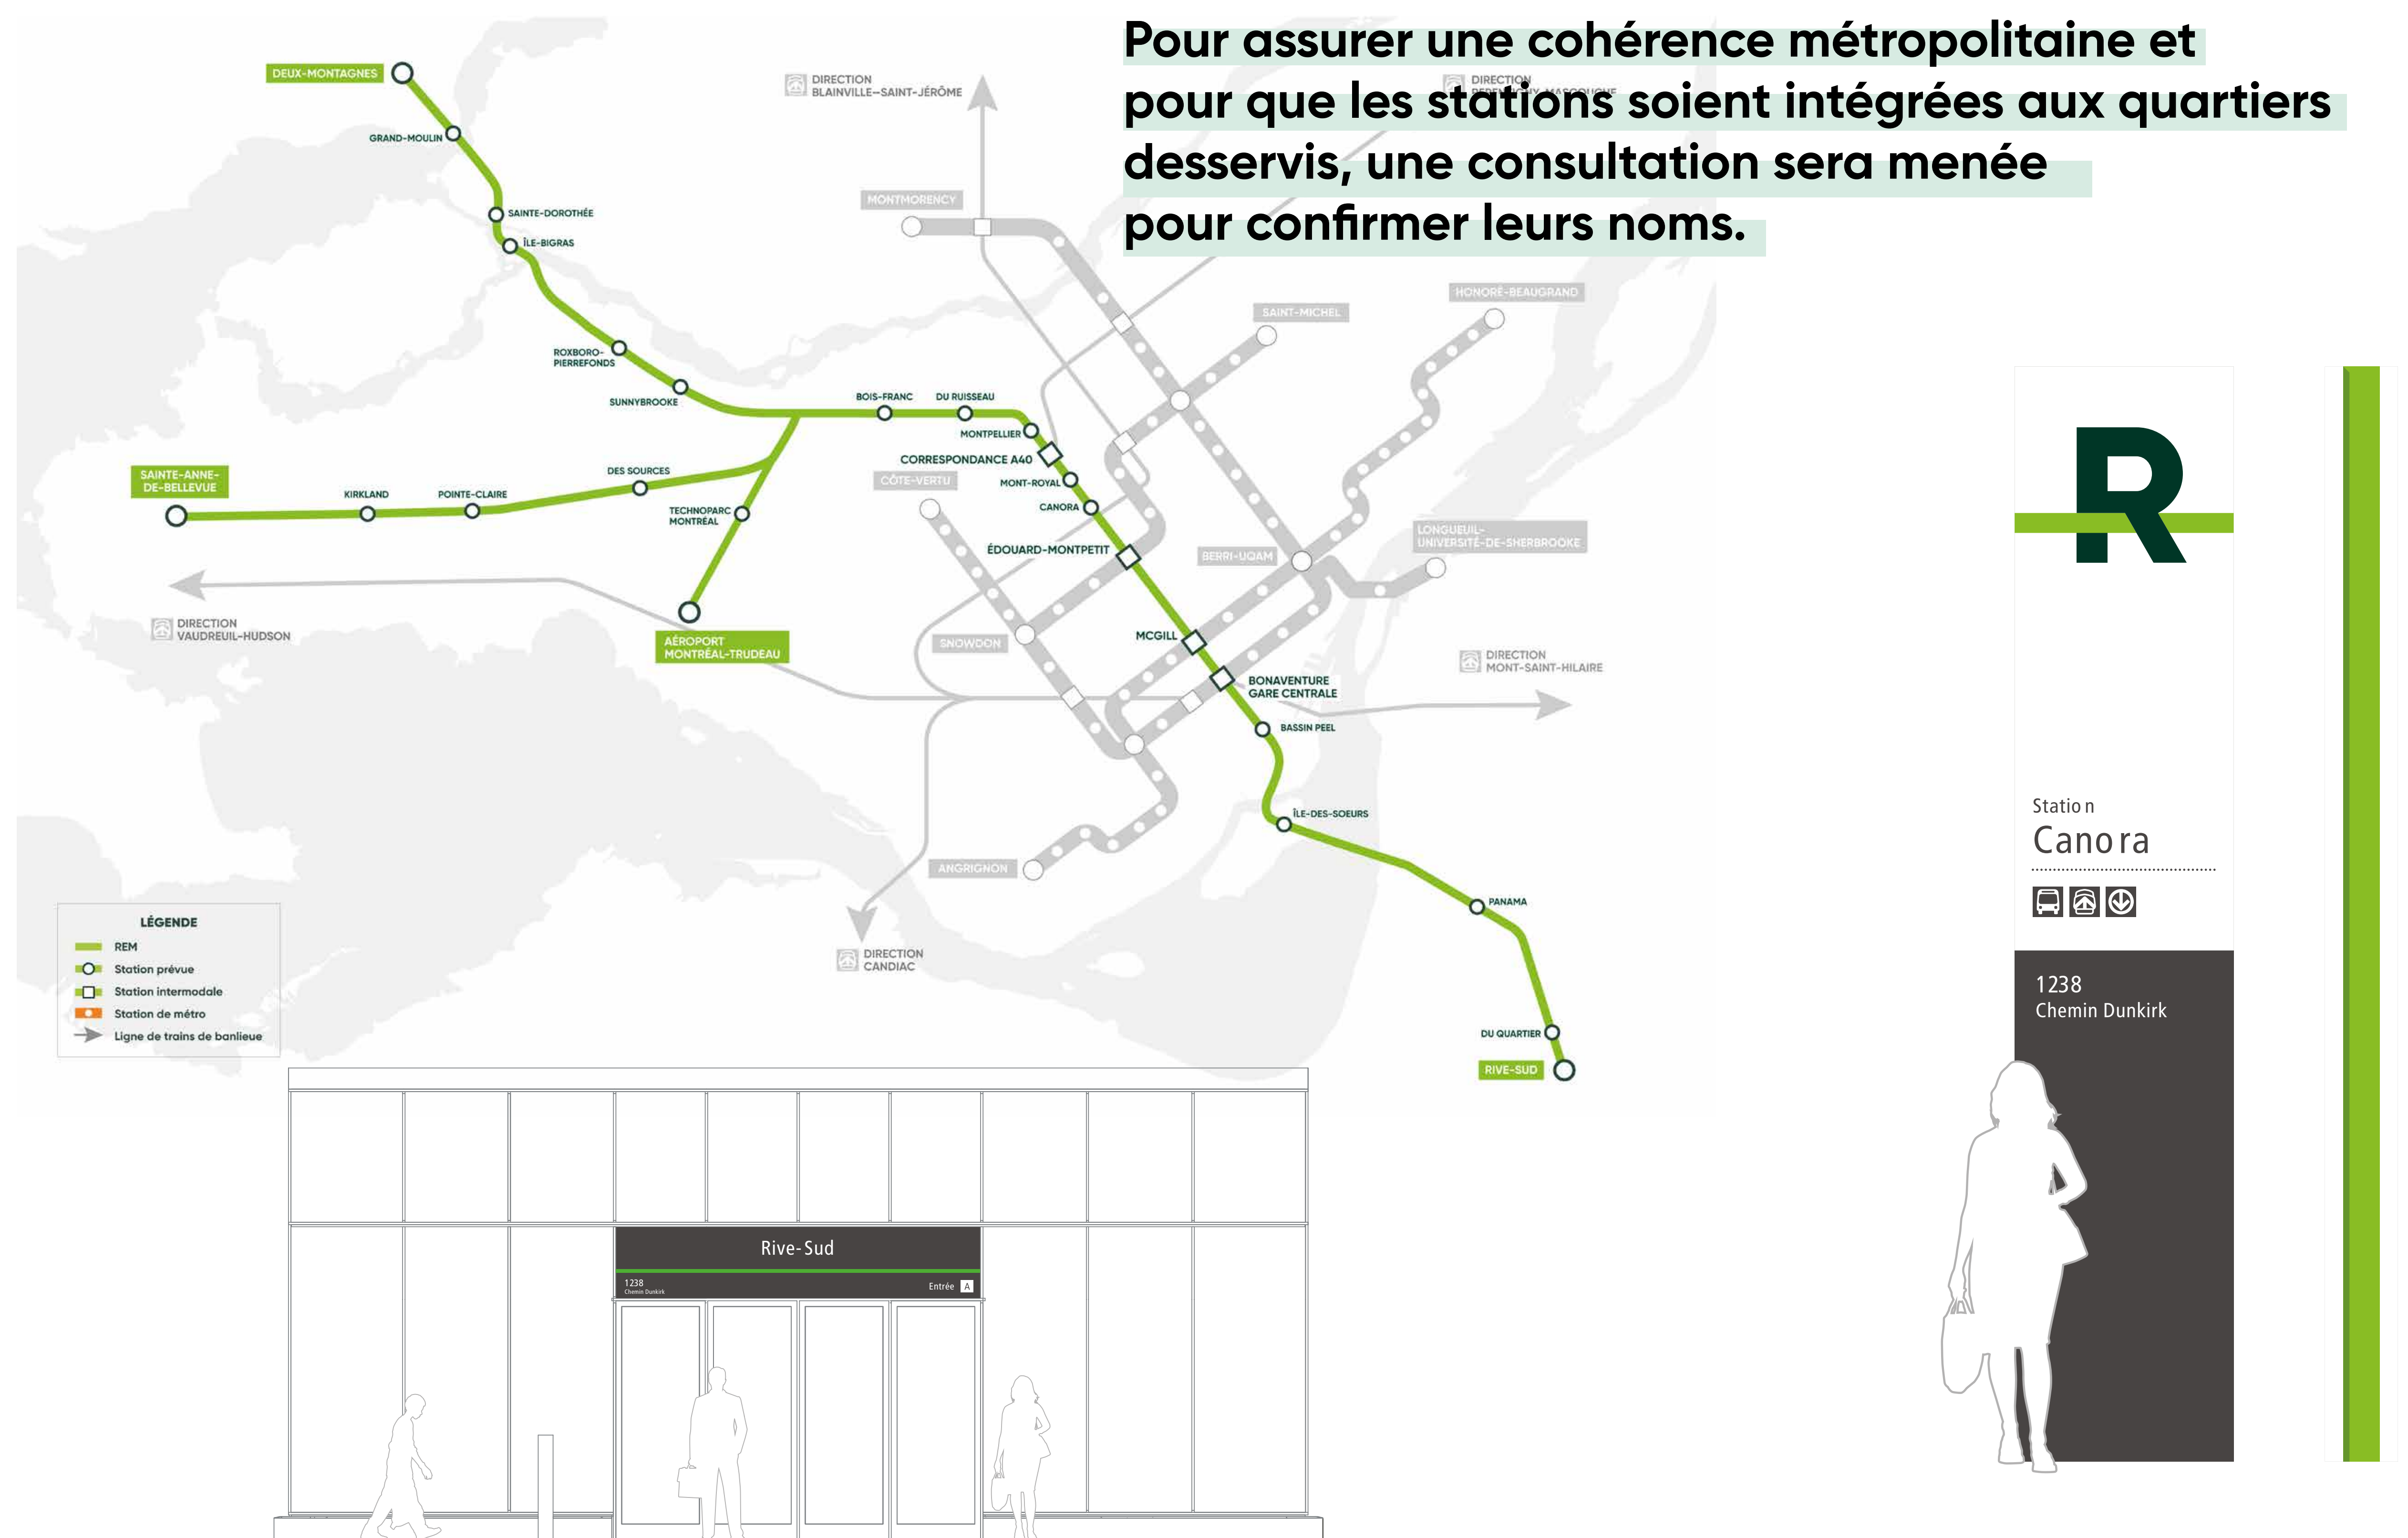 Pour assurer une cohérence métropolitaine et
pour que les stations soient intégrées aux quartiers
desservis, une consultation sera menée
pour confirmer leurs noms.
DEUX-MONTAGNES
GRAND-MOULIN
SAINTE-DOROTHÉE
ÎLE-BIGRAS
ROXBORO-
PIERREFONDS
SUNNYBROOKE
BOIS-FRANC
DU RUISSEAU
MONTPELLIER
CORRESPONDANCE A40
MONT-ROYAL
CANORA
ÉDOUARD-MONTPETIT
MCGILL
BONAVENTURE
GARE CENTRALE
BASSIN PEEL
ÎLE-DES-SOEURS
PANAMA
DU QUARTIER
RIVE-SUD
SAINTE-ANNE-
DE-BELLEVUE
KIRKLAND
POINTE-CLAIRE
DES SOURCES
TECHNOPARC
MONTRÉAL
AÉROPORT
MONTRÉAL-TRUDEAU
DIRECTION
BLAINVILLE–SAINT-JÉRÔME
DIRECTION
MONTMORENCY
SAINT-MICHEL
HONORÉ-BEAUGRAND
CÔTE-VERTU
LONGUEUIL-
UNIVERSITÉ-DE-SHERBROOKE
BERRI-UQAM
SNOWDON
ANGRIGNON
DIRECTION
VAUDREUIL-HUDSON
DIRECTION
MONT-SAINT-HILAIRE
DIRECTION
CANDIAC
LÉGENDE
REM
Station prévue
Station intermodale
Station de métro
Ligne de trains de banlieue
Rive-Sud
1238
Chemin Dunkirk
Entrée A
R
Station
Canora
1238
Chemin Dunkirk